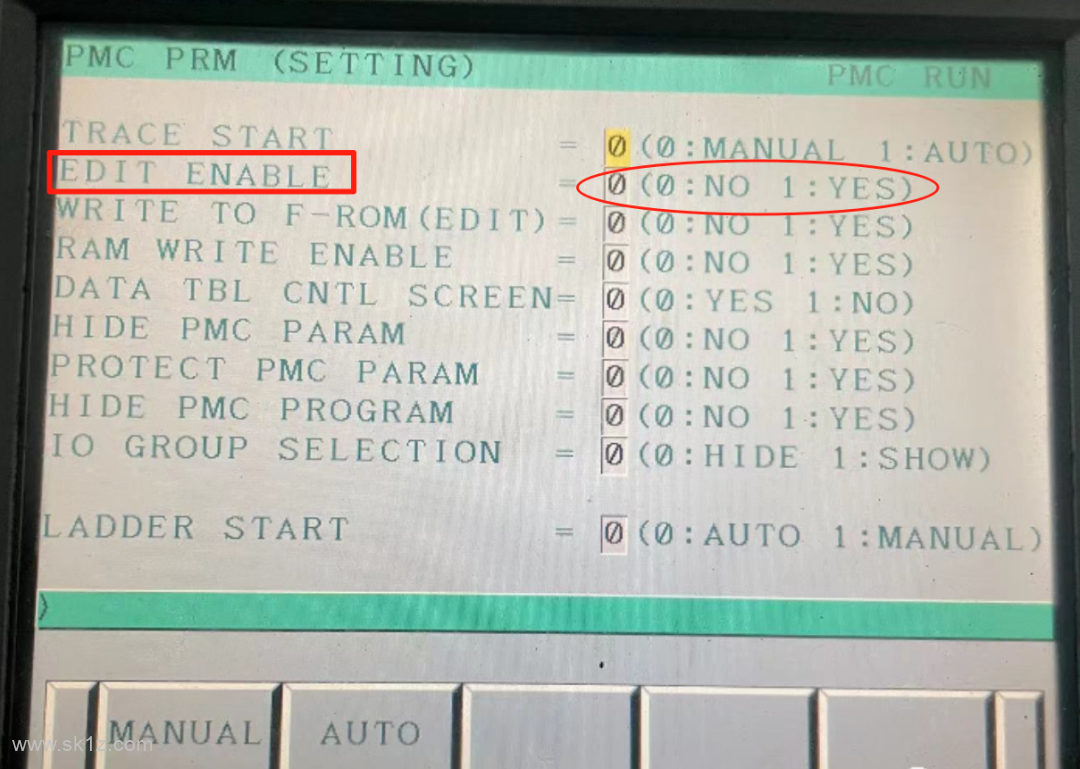 PMC PRM (SETTING) PMC RUN
TRACE START = 0 (0:MANUAL 1:AUTO)
EDIT ENABLE = 0 (0:NO 1:YES)
WRITE TO F-ROM(EDIT) = 0 (0:NO 1:YES)
RAM WRITE ENABLE = 0 (0:NO 1:YES)
DATA TBL CNTL SCREEN= 0 (0:YES 1:NO)
HIDE PMC PARAM = 0 (0:NO 1:YES)
PROTECT PMC PARAM = 0 (0:NO 1:YES)
HIDE PMC PROGRAM = 0 (0:NO 1:YES)
IO GROUP SELECTION = 0 (0:HIDE 1:SHOW)
LADDER START = 0 (0:AUTO 1:MANUAL)
)
MANUAL AUTO
www.sk1z.com